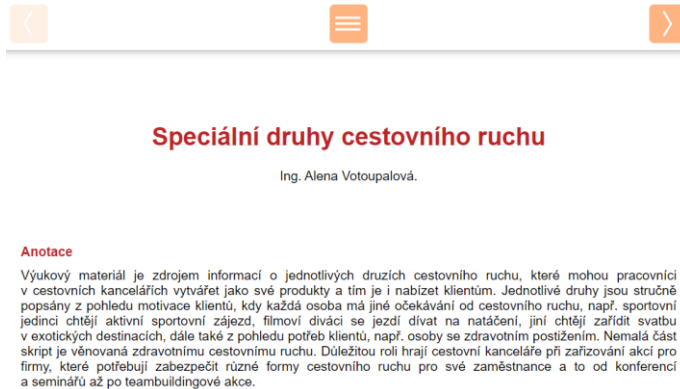 Speciální druhy cestovního ruchu
Ing. Alena Votoupalová.
Anotace
Výukový materiál je zdrojem informací o jednotlivých druzích cestovního ruchu, které mohou pracovníci
v cestovních kancelářích vytvářet jako své produkty a tím je i nabízet klientům. Jednotlivé druhy jsou stručně
popsány z pohledu motivace klientů, kdy každá osoba má jiné očekávání od cestovního ruchu, např. sportovní
jedinci chtějí aktivní sportovní zájezd, filmoví diváci se jezdí dívat na natáčení, jiní chtějí zařídit svatbu
v exotických destinacích, dále také z pohledu potřeb klientů, např. osoby se zdravotním postižením. Nemalá část
skript je věnovaná zdravotnímu cestovnímu ruchu. Důležitou roli hrají cestovní kanceláře při zařizování akcí pro
firmy, které potřebují zabezpečit různé formy cestovního ruchu pro své zaměstnance a to od konferencí
a seminářů až po teambuildingové akce.